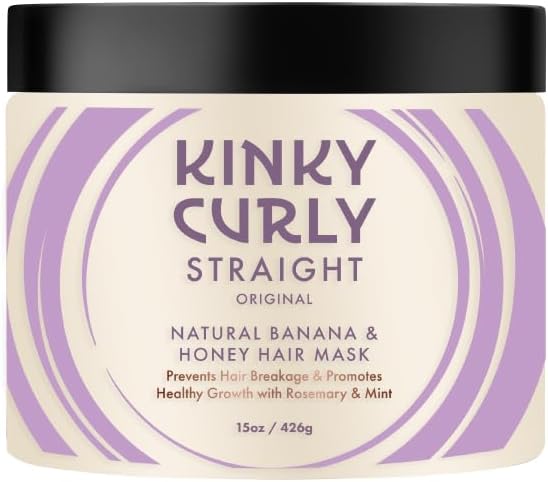 KINKY
CURLY
STRAIGHT
ORIGINAL
NATURAL BANANA &
HONEY HAIR MASK
Prevents Hair Breakage & Promotes
Healthy Growth with Rosemary & Mint
15oz / 426g